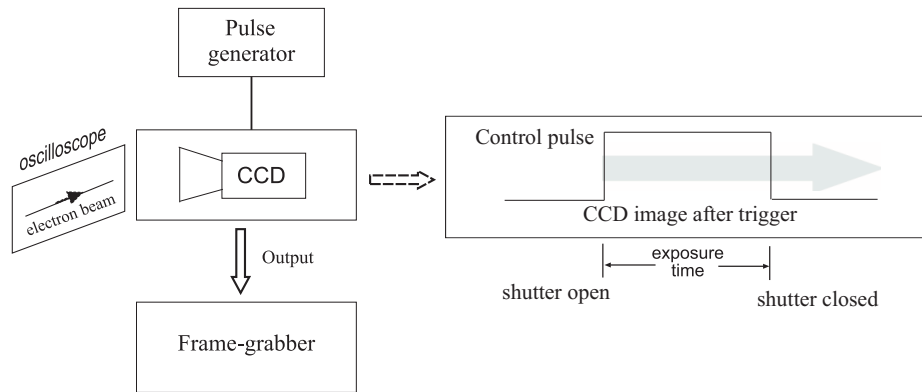 Pulse
generator
oscilloscope
electron beam
CCD
Output
Frame-grabber
Control pulse
CCD image after trigger
exposure
time
shutter open
shutter closed